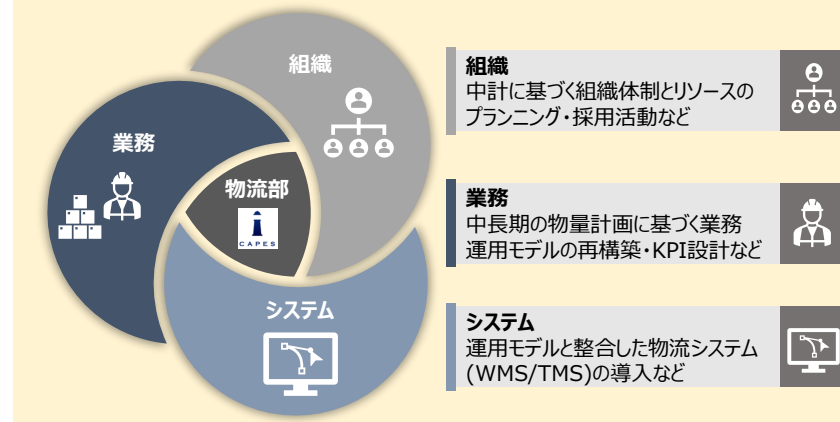 組織
業務
物流部
i
CAPES
システム
組織
中計に基づく組織体制とリソースの
プランニング・採用活動など
業務
中長期の物量計画に基づく業務
運用モデルの再構築・KPI設計など
システム
運用モデルと整合した物流システム
(WMS/TMS)の導入など